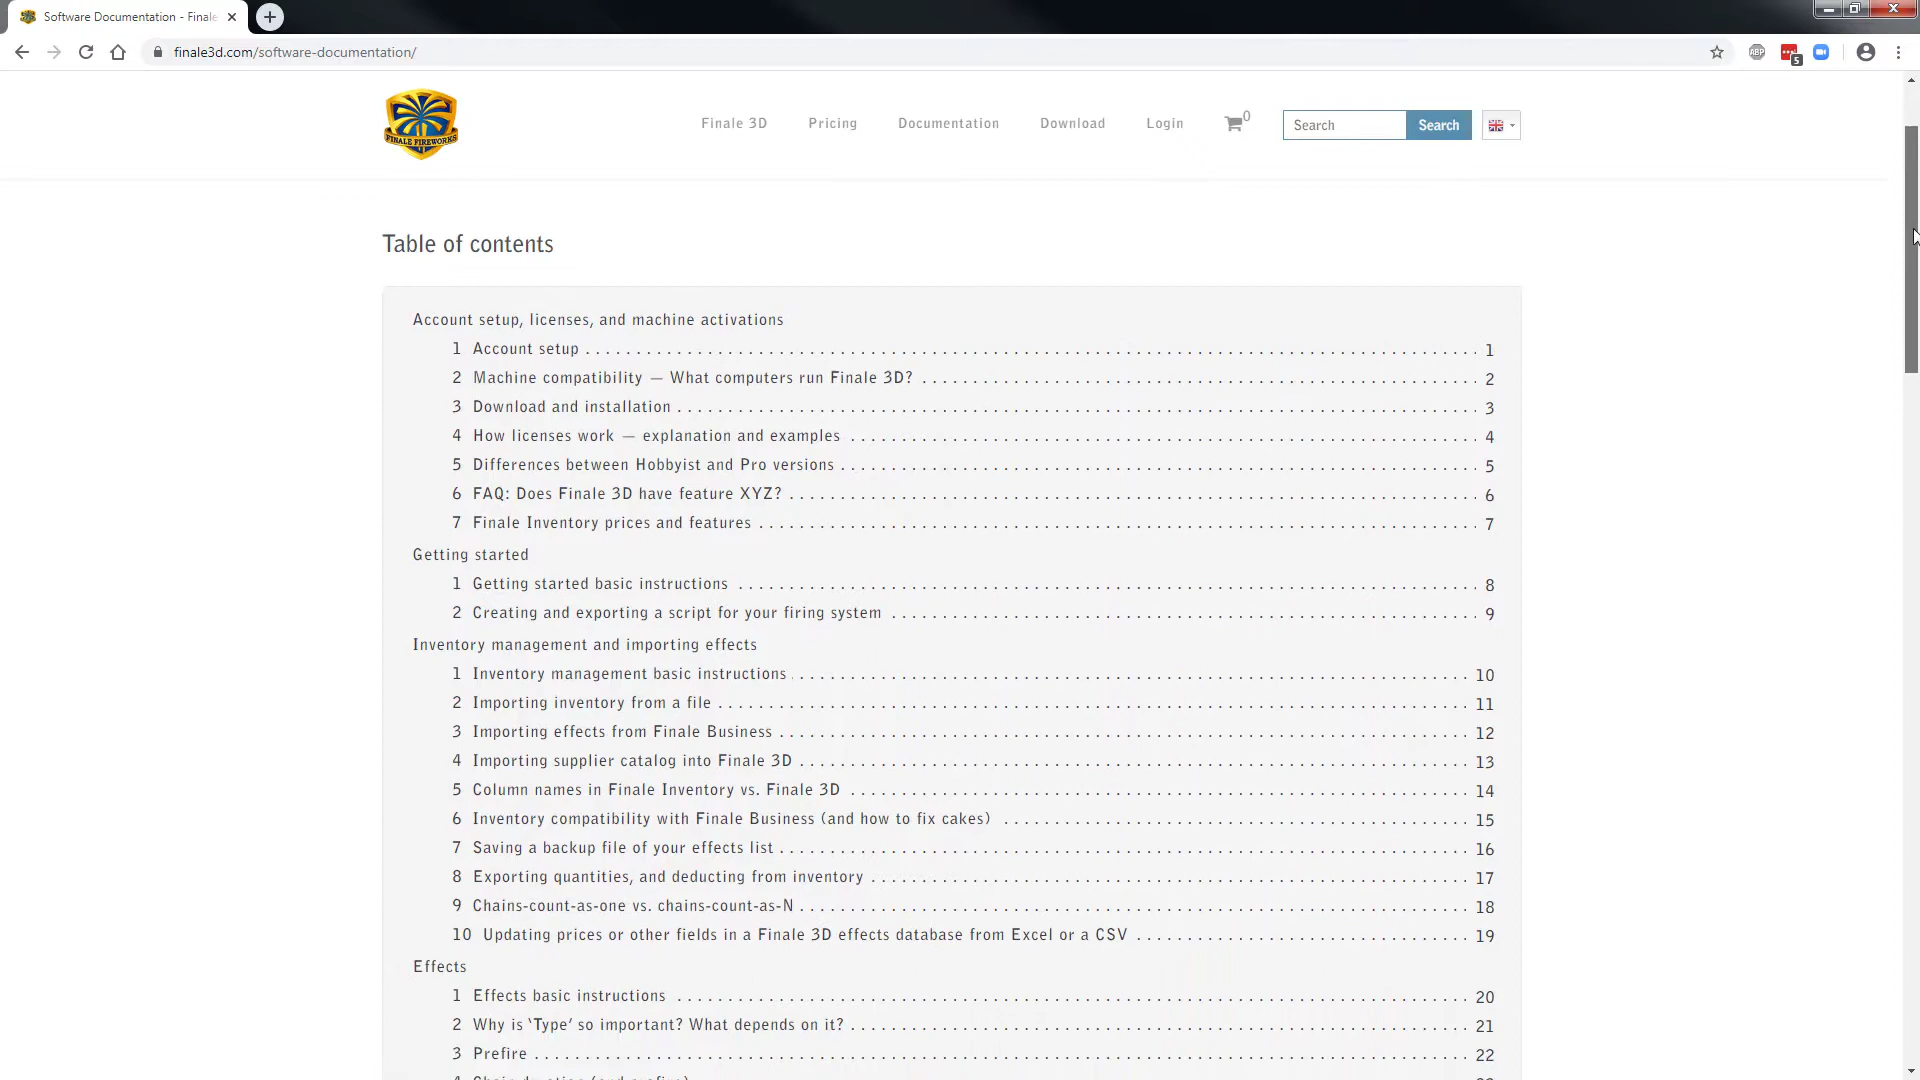 Software Documentation - Finale
finale3d.com/software-documentation/
ABP
5
FINALE FIREWORKS
Finale 3D
Pricing
Documentation
Download
Login
0
Search
Search
Table of contents
Account setup, licenses, and machine activations
1 Account setup 1
2 Machine compatibility — What computers run Finale 3D? 2
3 Download and installation 3
4 How licenses work — explanation and examples 4
5 Differences between Hobbyist and Pro versions 5
6 FAQ: Does Finale 3D have feature XYZ? 6
7 Finale Inventory prices and features 7
Getting started
1 Getting started basic instructions 8
2 Creating and exporting a script for your firing system 9
Inventory management and importing effects
1 Inventory management basic instructions 10
2 Importing inventory from a file 11
3 Importing effects from Finale Business 12
4 Importing supplier catalog into Finale 3D 13
5 Column names in Finale Inventory vs. Finale 3D 14
6 Inventory compatibility with Finale Business (and how to fix cakes) 15
7 Saving a backup file of your effects list 16
8 Exporting quantities, and deducting from inventory 17
9 Chains-count-as-one vs. chains-count-as-N 18
10 Updating prices or other fields in a Finale 3D effects database from Excel or a CSV 19
Effects
1 Effects basic instructions 20
2 Why is ‘Type’ so important? What depends on it? 21
3 Prefire 22